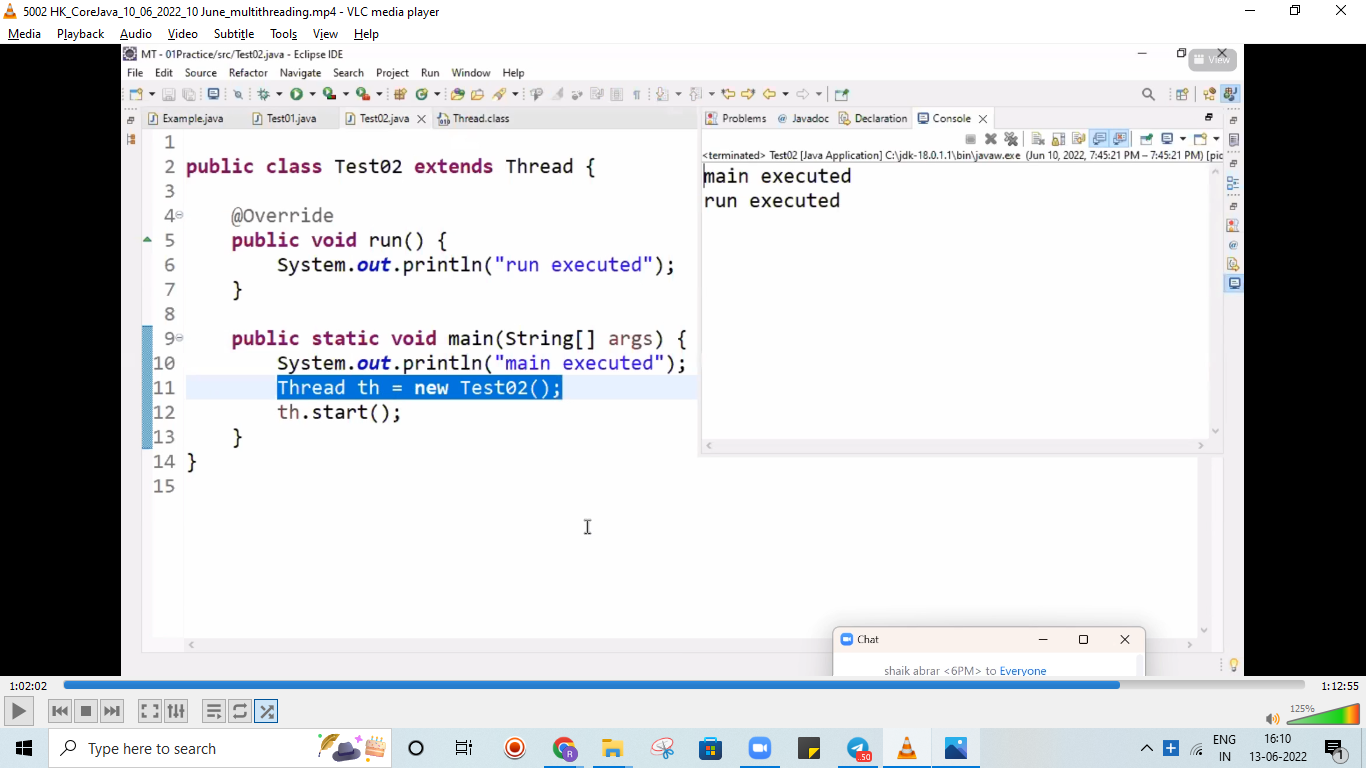 5002 HK_CoreJava_10_06_2022_10 June_multithreading.mp4 - VLC media player
Media Playback Audio Video Subtitle Tools View Help
MT - 01Practice/src/Test02.java - Eclipse IDE
View
File Edit Source Refactor Navigate Search Project Run Window Help
Example.java Test01.java Test02.java Thread.class
Problems Javadoc Declaration Console
<terminated> Test02 [Java Application] C:\jdk-18.0.1.1\bin\javaw.exe (Jun 10, 2022, 7:45:21 PM – 7:45:21 PM) [pid
main executed
run executed
1
2 public class Test02 extends Thread {
3
4 @Override
5 public void run() {
6 System.out.println("run executed");
7 }
8
9 public static void main(String[] args) {
10 System.out.println("main executed");
11 Thread th = new Test02();
12 th.start();
13 }
14 }
15
Chat
shaik abrar <6PM> to Everyone
1:02:02 1:12:55
125%
Type here to search
.50
ENG
IN
16:10
13-06-2022
1